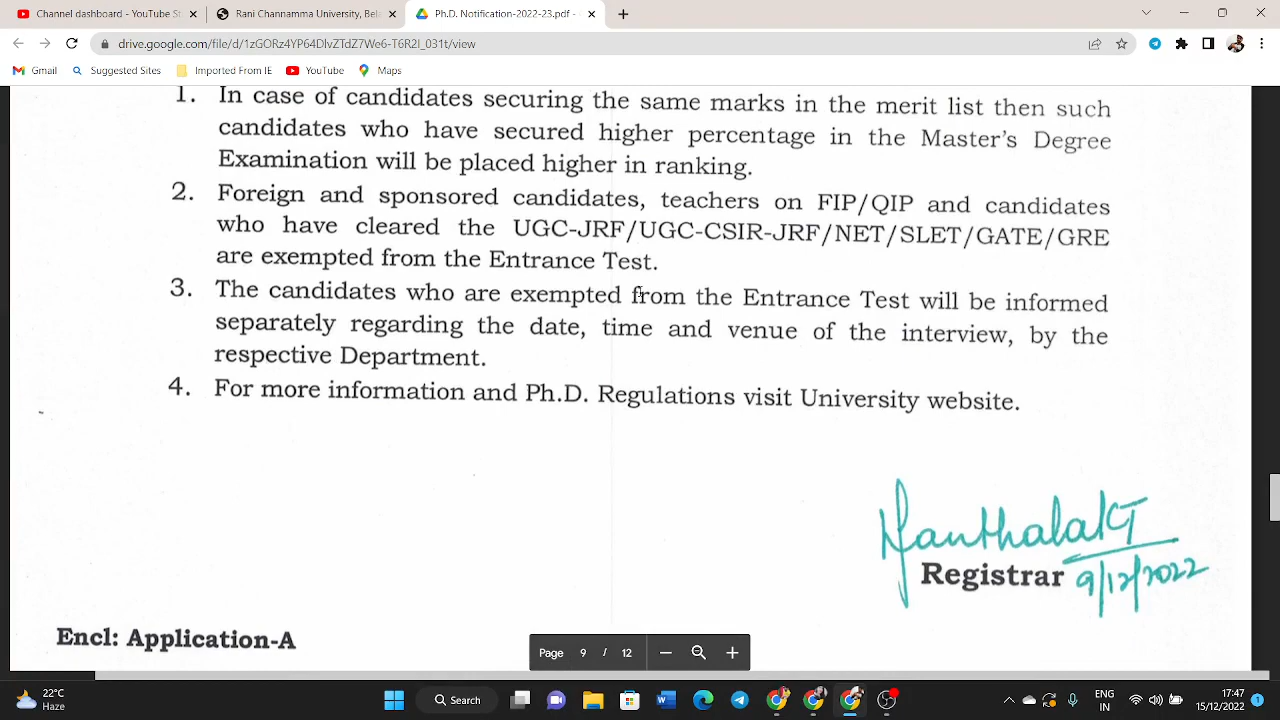 Channel dashboard - YouTube St
Rani Channamma University, Bela
Ph.D. Notification-2022-23.pdf -
drive.google.com/file/d/1zGORz4YP64DlvZTdZ7We6-T6R2l_031t/view
Gmail
Suggested Sites
Imported From IE
YouTube
Maps
1. In case of candidates securing the same marks in the merit list then such
candidates who have secured higher percentage in the Master's Degree
Examination will be placed higher in ranking.
2. Foreign and sponsored candidates, teachers on FIP/QIP and candidates
who have cleared the UGC-JRF/UGC-CSIR-JRF/NET/SLET/GATE/GRE
are exempted from the Entrance Test.
3. The candidates who are exempted from the Entrance Test will be informed
separately regarding the date, time and venue of the interview, by the
respective Department.
4. For more information and Ph.D. Regulations visit University website.
Registrar 9/12/2022
Encl: Application-A
Page 9 / 12
22°C
Haze
Search
ENG
IN
17:47
15/12/2022
1